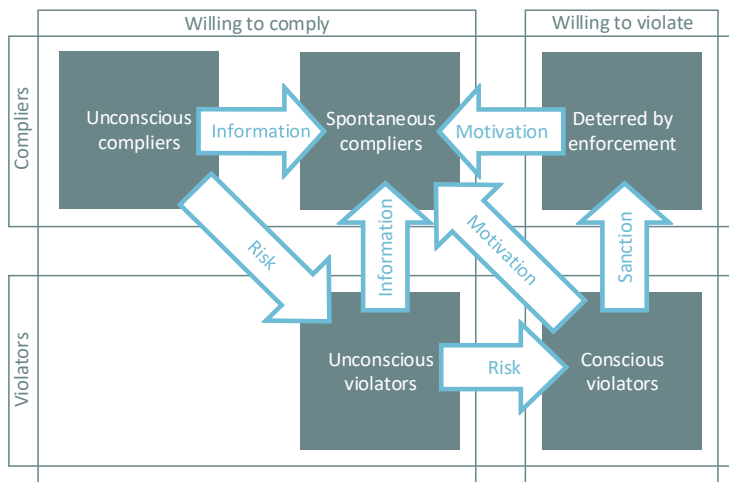 Willing to comply
Willing to violate
Compliers
Unconscious
compliers
Information
Spontaneous
compliers
Motivation
Deterred by
enforcement
Risk
Information
Motivation
Sanction
Violators
Unconscious
violators
Risk
Conscious
violators